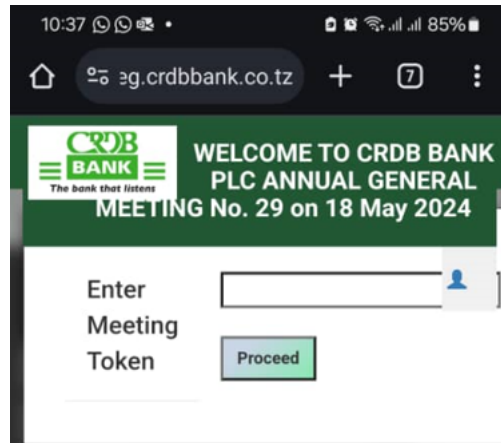 10:37 85%
eg.crdbbank.co.tz + 7
CRDB
BANK
The bank that listens
WELCOME TO CRDB BANK
PLC ANNUAL GENERAL
MEETING No. 29 on 18 May 2024
Enter
Meeting
Token
Proceed